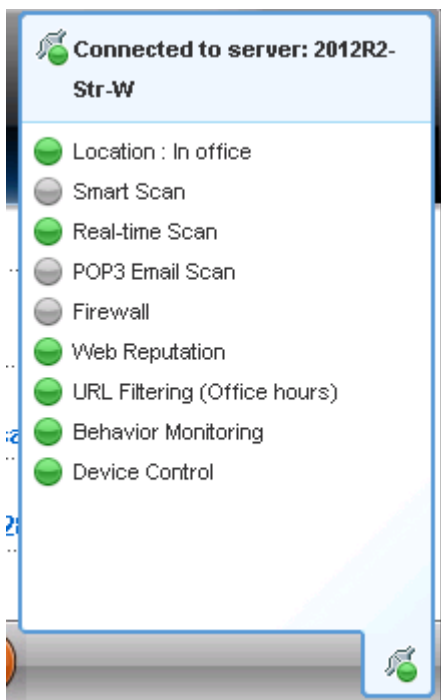 Connected to server: 2012R2-
Str-W
Location : In office
Smart Scan
Real-time Scan
POP3 Email Scan
Firewall
Web Reputation
URL Filtering (Office hours)
Behavior Monitoring
Device Control